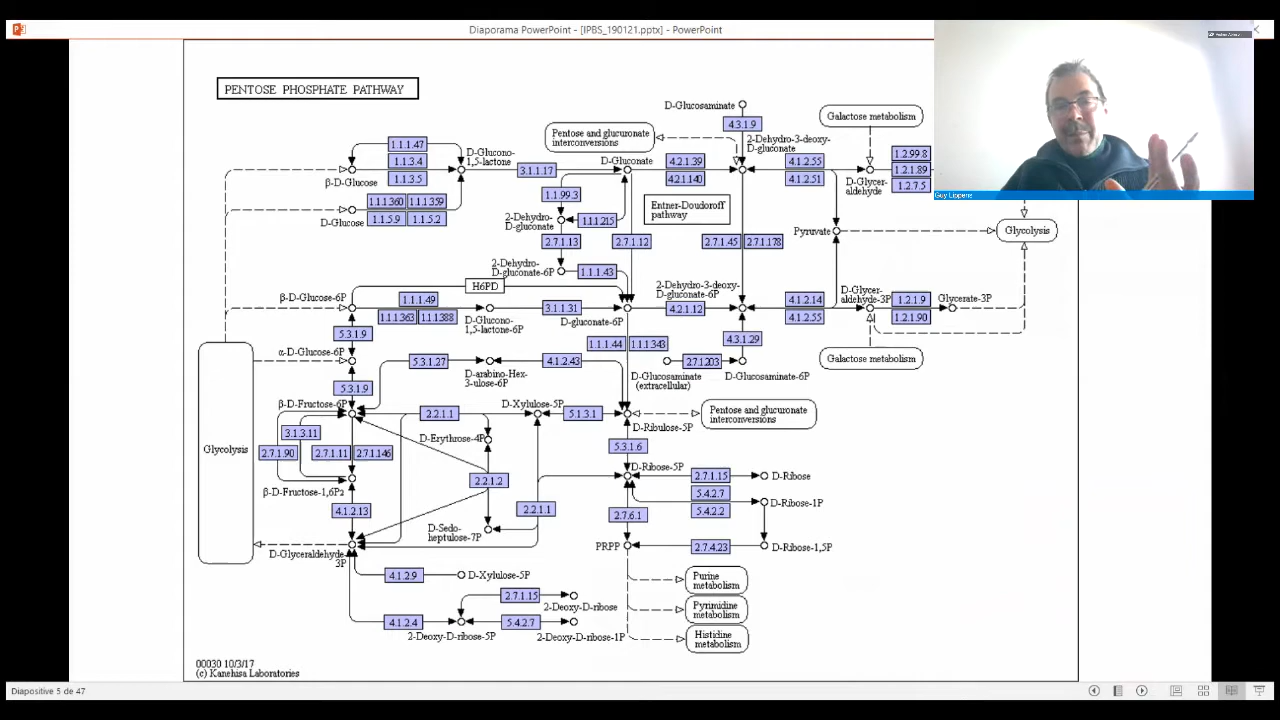 Diaporama PowerPoint - [IPBS_190121.pptx] - PowerPoint
Guy Lippens
PENTOSE PHOSPHATE PATHWAY
D-Glucosaminate
4.3.1.9
Galactose metabolism
Pentose and glucuronate
interconversions
2-Dehydro-3-deoxy-
D-gluconate
1.1.1.47
1.1.3.4
1.1.3.5
β-D-Glucose
D-Glucono-
1,5-lactone
3.1.1.17
D-Gluconate
4.2.1.39
4.2.1.140
4.1.2.55
4.1.2.51
D-Glycer-
aldehyde
1.2.99.8
1.2.1.89
1.2.7.5
1.1.1.360
1.1.1.359
1.1.5.9
1.1.5.2
D-Glucose
1.1.99.3
2-Dehydro-
D-gluconate
1.1.1.215
Entner-Doudoroff
pathway
2.7.1.13
2.7.1.12
2.7.1.45
2.7.1.178
Pyruvate
Glycolysis
2-Dehydro-
D-gluconate-6P
1.1.1.43
H6PD
β-D-Glucose-6P
1.1.1.49
1.1.1.363
1.1.1.388
D-Glucono-
1,5-lactone-6P
3.1.1.31
D-gluconate-6P
2-Dehydro-3-deoxy-
D-gluconate-6P
4.2.1.12
4.1.2.14
4.1.2.55
D-Glycer-
aldehyde-3P
1.2.1.9
1.2.1.90
Glycerate-3P
5.3.1.9
1.1.1.44
1.1.1.343
4.3.1.29
α-D-Glucose-6P
5.3.1.27
D-arabino-Hex-
3-ulose-6P
4.1.2.43
D-Glucosaminate
(extracellular)
2.7.1.203
D-Glucosaminate-6P
Galactose metabolism
5.3.1.9
β-D-Fructose-6P
2.2.1.1
D-Xylulose-5P
5.1.3.1
D-Ribulose-5P
Pentose and glucuronate
interconversions
3.1.3.11
D-Erythrose-4P
2.7.1.90
2.7.1.11
2.7.1.146
5.3.1.6
Glycolysis
β-D-Fructose-1,6P2
2.2.1.2
D-Ribose-5P
2.7.1.15
D-Ribose
5.4.2.7
5.4.2.2
D-Ribose-1P
4.1.2.13
2.2.1.1
2.7.6.1
D-Sedo-
heptulose-7P
D-Glyceraldehyde-
3P
PRPP
2.7.4.23
D-Ribose-1,5P
4.1.2.9
D-Xylulose-5P
Purine
metabolism
2.7.1.15
2-Deoxy-D-ribose
Pyrimidine
metabolism
4.1.2.4
2-Deoxy-D-ribose-5P
5.4.2.7
2-Deoxy-D-ribose-1P
Histidine
metabolism
00030 10/3/17
(c) Kanehisa Laboratories
Diapositive 5 de 47